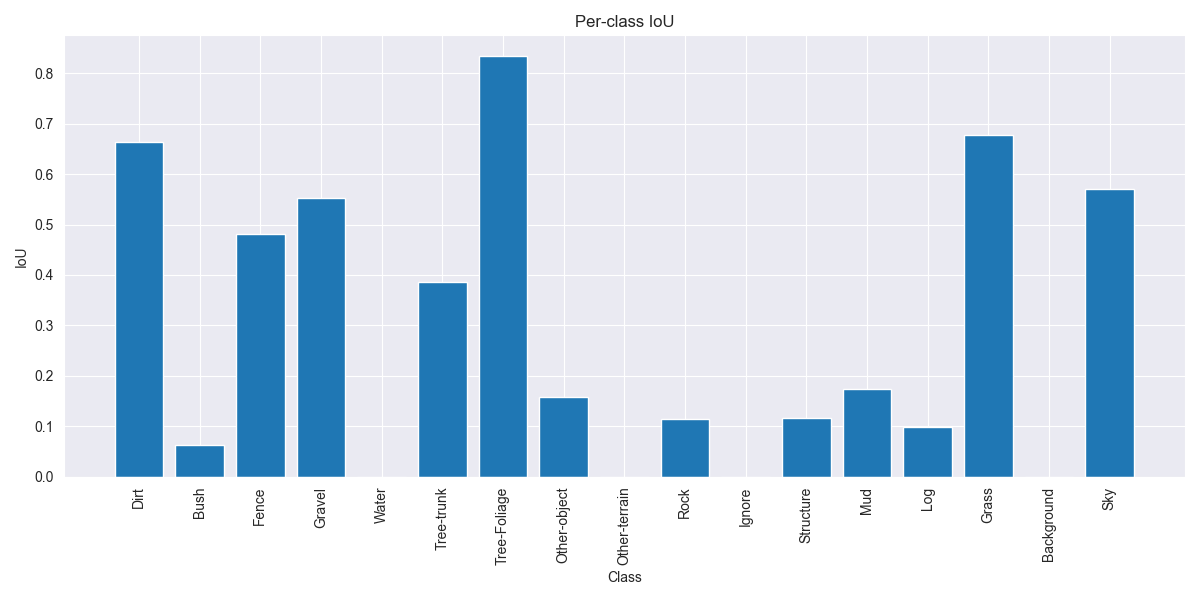 Per-class IoU
IoU
0.8
0.7
0.6
0.5
0.4
0.3
0.2
0.1
0.0
Dirt
Bush
Fence
Gravel
Water
Tree-trunk
Tree-Foliage
Other-object
Other-terrain
Rock
Ignore
Structure
Mud
Log
Grass
Background
Sky
Class